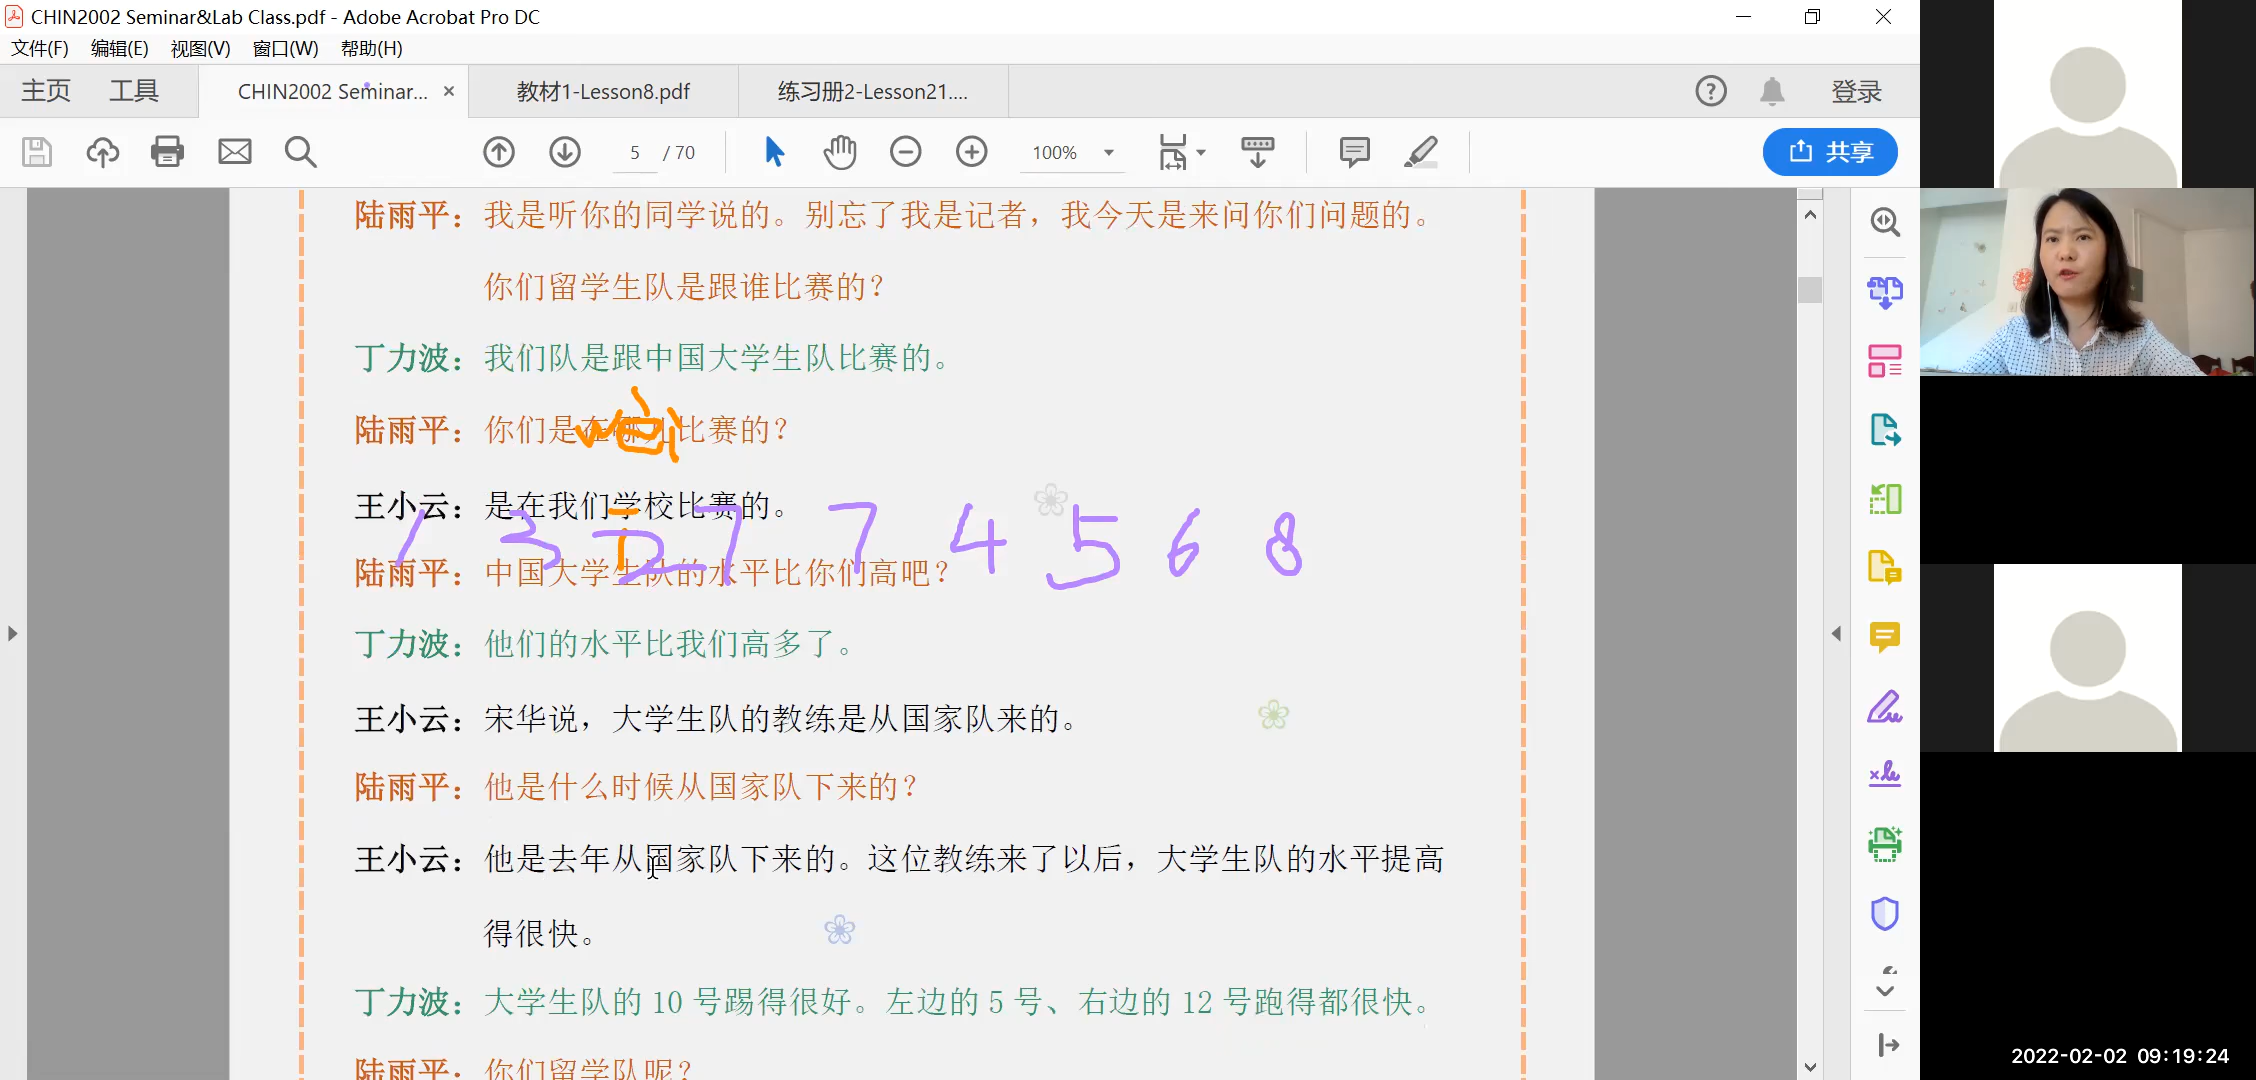 CHIN2002 Seminar&Lab Class.pdf - Adobe Acrobat Pro DC
文件(F) 编辑(E) 视图(V) 窗口(W) 帮助(H)
主页 工具 CHIN2002 Seminar... × 教材1-Lesson8.pdf 练习册2-Lesson21.... 登录
5 / 70 100% 共享
陆雨平：我是听你的同学说的。别忘了我是记者，我今天是来问你们问题的。
你们留学生队是跟谁比赛的？
丁力波：我们队是跟中国大学生队比赛的。
陆雨平：你们是在哪儿比赛的？
王小云：是在我们学校比赛的。
1 3 2 7 7 4 5 6 8
陆雨平：中国大学生队的水平比你们高吧？
丁力波：他们的水平比我们高多了。
王小云：宋华说，大学生队的教练是从国家队来的。
陆雨平：他是什么时候从国家队下来的？
王小云：他是去年从国家队下来的。这位教练来了以后，大学生队的水平提高
得很快。
丁力波：大学生队的 10 号踢得很好。左边的 5 号、右边的 12 号跑得都很快。
陆雨平：你们留学队呢？
2022-02-02 09:19:24